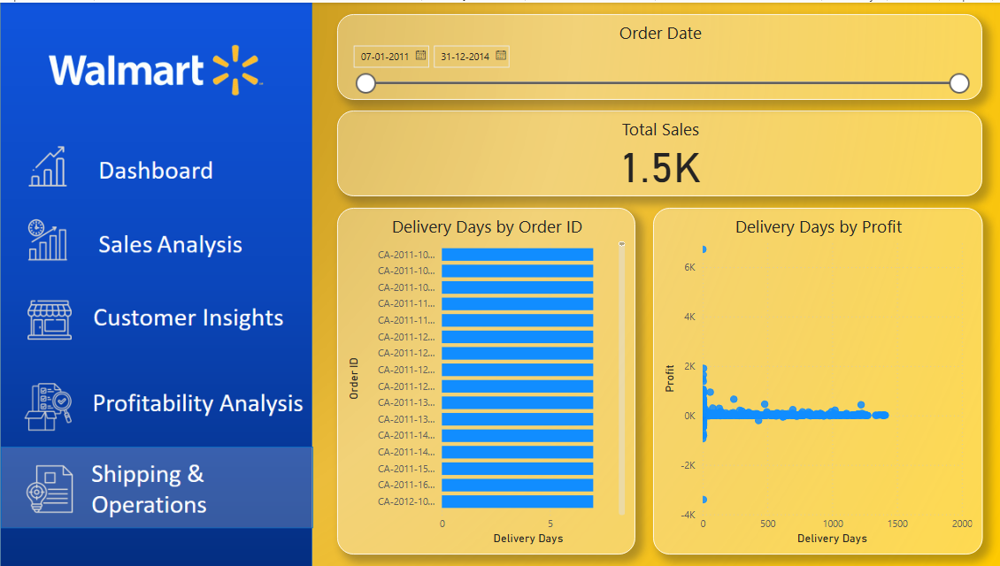 Walmart
Dashboard
Sales Analysis
Customer Insights
Profitability Analysis
Shipping &
Operations
Order Date
07-01-2011
31-12-2014
Total Sales
1.5K
Delivery Days by Order ID
Order ID
CA-2011-10...
CA-2011-10...
CA-2011-10...
CA-2011-11...
CA-2011-11...
CA-2011-12...
CA-2011-12...
CA-2011-12...
CA-2011-12...
CA-2011-13...
CA-2011-13...
CA-2011-14...
CA-2011-14...
CA-2011-15...
CA-2011-16...
CA-2012-10...
0 5
Delivery Days
Delivery Days by Profit
Profit
6K
4K
2K
0K
-2K
-4K
0 500 1000 1500 2000
Delivery Days